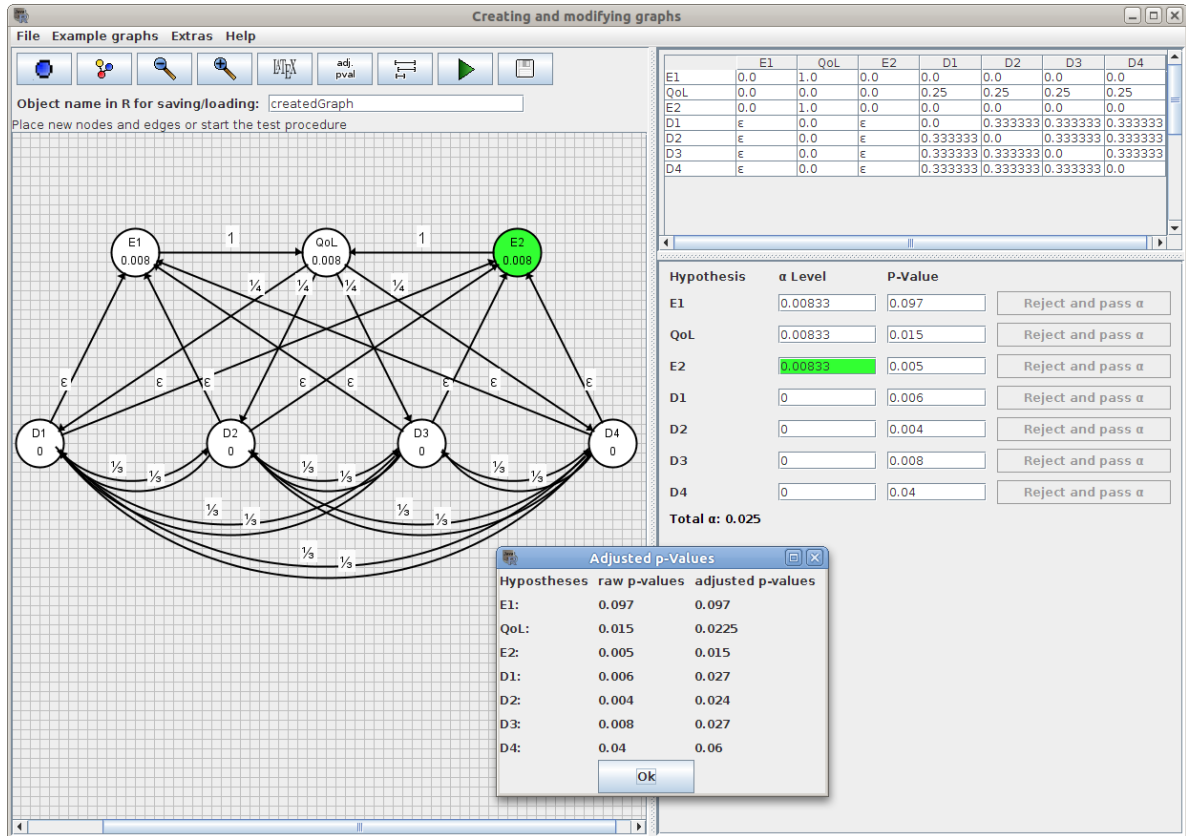 Creating and modifying graphs
File Example graphs Extras Help
LATEX adj. pval
Object name in R for saving/loading: createdGraph
Place new nodes and edges or start the test procedure
E1 QoL E2 D1 D2 D3 D4
E1 0.0 1.0 0.0 0.0 0.0 0.0 0.0
QoL 0.0 0.0 0.0 0.25 0.25 0.25 0.25
E2 0.0 1.0 0.0 0.0 0.0 0.0 0.0
D1 ε 0.0 ε 0.0 0.333333 0.333333 0.333333
D2 ε 0.0 ε 0.333333 0.0 0.333333 0.333333
D3 ε 0.0 ε 0.333333 0.333333 0.0 0.333333
D4 ε 0.0 ε 0.333333 0.333333 0.333333 0.0
E1 1 QoL 1 E2
0.008 0.008 0.008
¼ ¼ ¼ ¼
ε ε ε ε ε ε ε ε
D1 D2 D3 D4
0 0 0 0
⅓ ⅓ ⅓ ⅓ ⅓ ⅓
⅓ ⅓ ⅓ ⅓
⅓ ⅓
Hypothesis α Level P-Value
E1 0.00833 0.097 Reject and pass α
QoL 0.00833 0.015 Reject and pass α
E2 0.00833 0.005 Reject and pass α
D1 0 0.006 Reject and pass α
D2 0 0.004 Reject and pass α
D3 0 0.008 Reject and pass α
D4 0 0.04 Reject and pass α
Total α: 0.025
Adjusted p-Values
Hypostheses raw p-values adjusted p-values
E1: 0.097 0.097
QoL: 0.015 0.0225
E2: 0.005 0.015
D1: 0.006 0.027
D2: 0.004 0.024
D3: 0.008 0.027
D4: 0.04 0.06
Ok